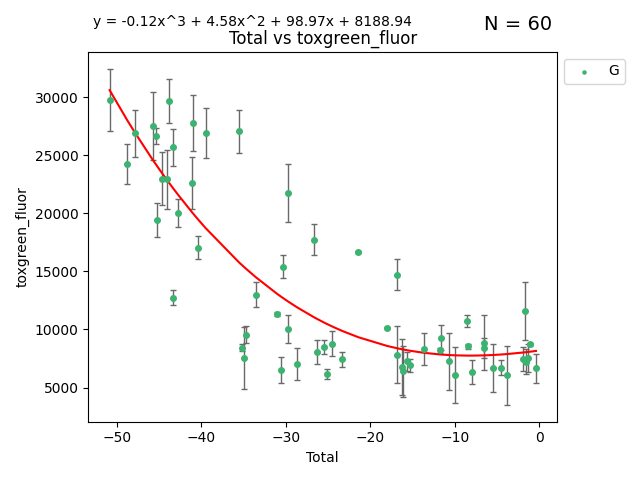 y = -0.12x^3 + 4.58x^2 + 98.97x + 8188.94
N = 60
Total vs toxgreen_fluor
G
toxgreen_fluor
30000
25000
20000
15000
10000
5000
−50 −40 −30 −20 −10 0
Total